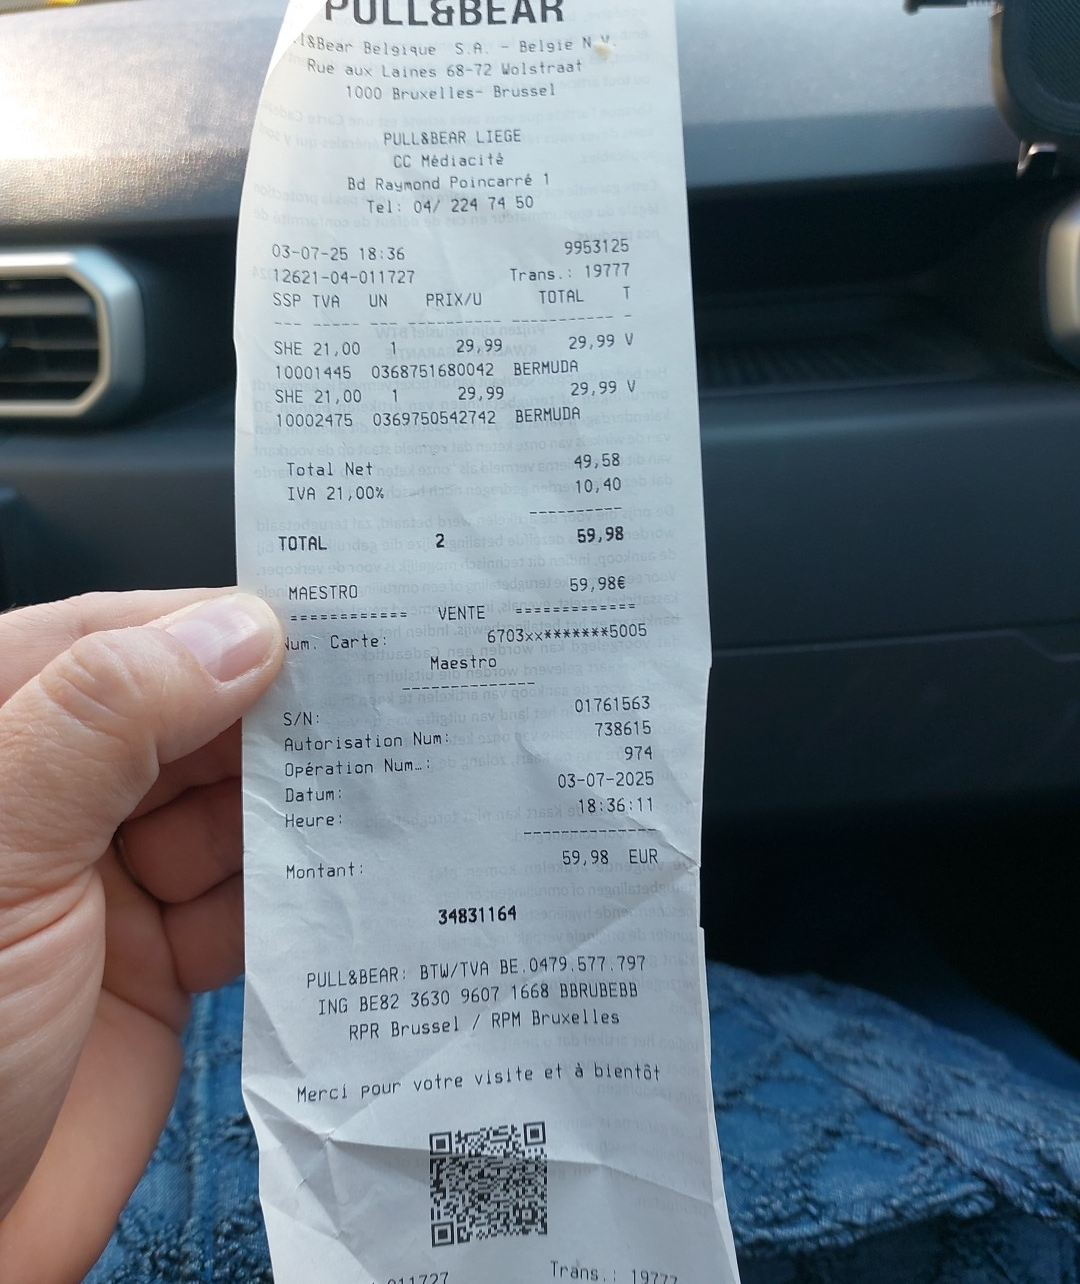 PULL&BEAR
l&Bear Belgique S.A. - Belgie N.V.
Rue aux Laines 68-72 Wolstraat
1000 Bruxelles- Brussel
PULL&BEAR LIEGE
CC Médiacité
Bd Raymond Poincarré 1
Tel: 04/ 224 74 50
03-07-25 18:36 9953125
12621-04-011727 Trans.: 19777
SSP TVA UN PRIX/U TOTAL T
--- ----- --- --------- ----------- -
SHE 21,00 1 29,99 29,99 V
10001445 0368751680042 BERMUDA
SHE 21,00 1 29,99 29,99 V
10002475 0369750542742 BERMUDA
Total Net 49,58
IVA 21,00% 10,40
----------
TOTAL 2 59,98
MAESTRO 59,98€
============ VENTE =============
Num. Carte: 6703xx*******5005
Maestro
--------------
S/N: 01761563
Autorisation Num: 738615
Opération Num…: 974
Datum: 03-07-2025
Heure: 18:36:11
--------------
Montant: 59,98 EUR
34831164
PULL&BEAR: BTW/TVA BE.0479.577.797
ING BE82 3630 9607 1668 BBRUBEBB
RPR Brussel / RPM Bruxelles
Merci pour votre visite et à bientôt
011727 Trans.: 19777